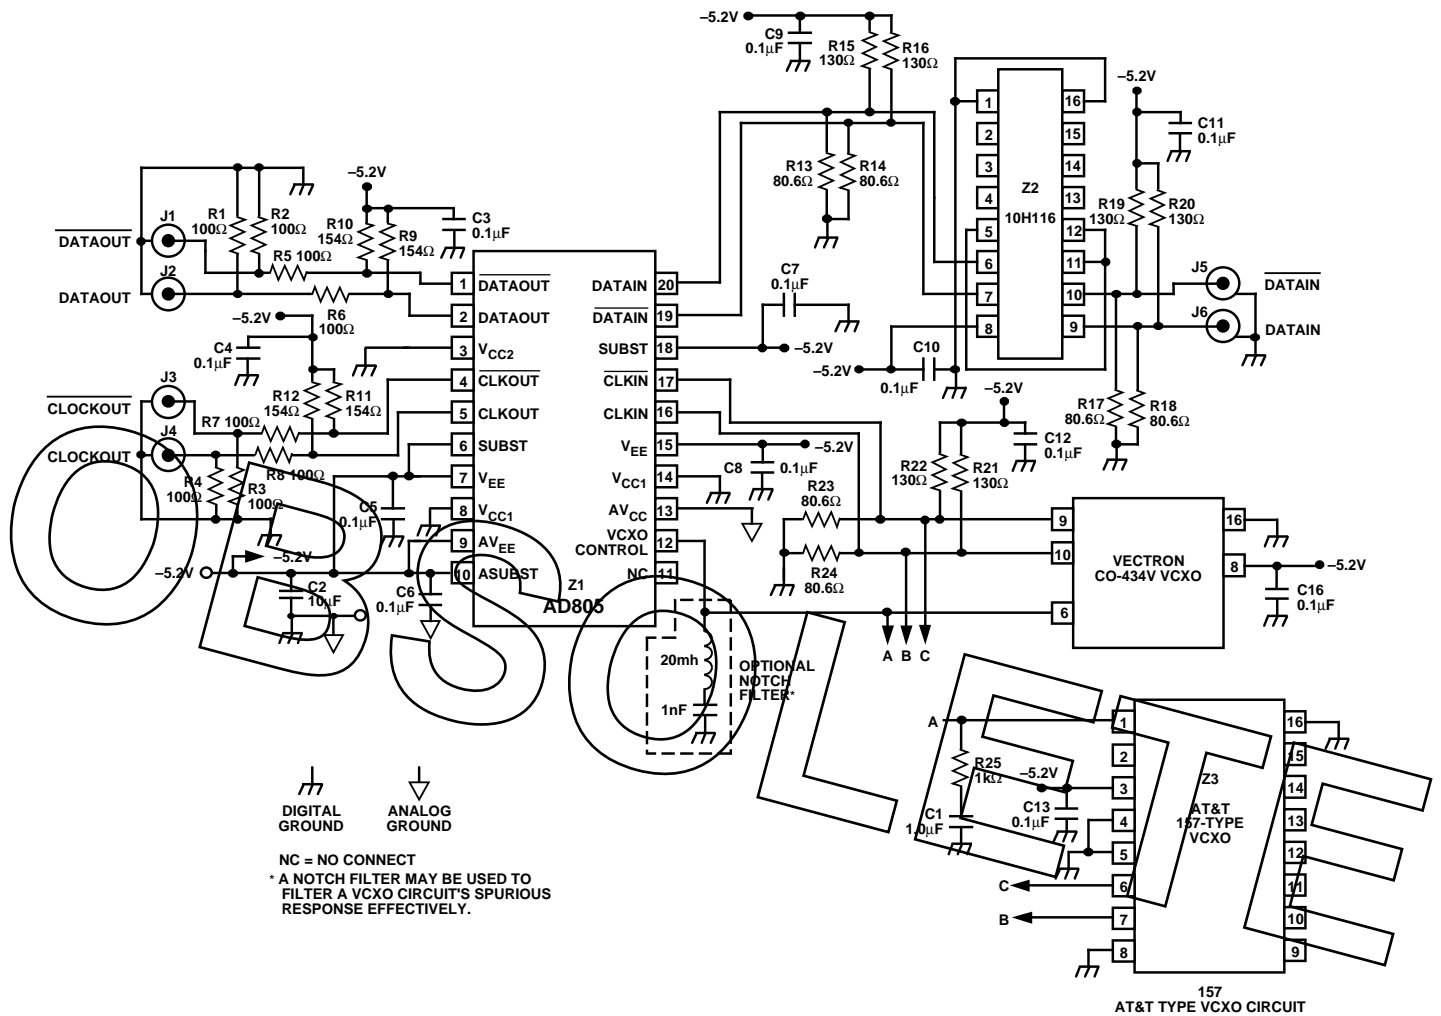 –5.2V
C9
0.1µF
R15
130Ω
R16
130Ω
–5.2V
C11
0.1µF
1
2
3
4
5
6
7
8
16
15
14
13
12
11
10
9
Z2
10H116
R13
80.6Ω
R14
80.6Ω
R19
130Ω
R20
130Ω
J5
DATAIN
J6
DATAIN
R17
80.6Ω
R18
80.6Ω
–5.2V
C10
0.1µF
J1
DATAOUT
J2
DATAOUT
R1
100Ω
R2
100Ω
R5 100Ω
R6
100Ω
–5.2V
R10
154Ω
R9
154Ω
C3
0.1µF
–5.2V
C4
0.1µF
J3
CLOCKOUT
J4
CLOCKOUT
R12
154Ω
R11
154Ω
R7 100Ω
R8 100Ω
R4
100Ω
R3
100Ω
C5
0.1µF
–5.2V
–5.2V
C2
10µF
C6
0.1µF
1 DATAOUT
2 DATAOUT
3 VCC2
4 CLKOUT
5 CLKOUT
6 SUBST
7 VEE
8 VCC1
9 AVEE
10 ASUBST
DATAIN 20
DATAIN 19
SUBST 18
CLKIN 17
CLKIN 16
VEE 15
VCC1 14
AVCC 13
VCXO
CONTROL 12
NC 11
Z1
AD805
C7
0.1µF
–5.2V
C8
0.1µF
–5.2V
–5.2V
C12
0.1µF
R22
130Ω
R21
130Ω
R23
80.6Ω
R24
80.6Ω
9
10
6
16
8
VECTRON
CO-434V VCXO
–5.2V
C16
0.1µF
A B C
20mh
1nF
OPTIONAL
NOTCH
FILTER*
A
R25
1kΩ
C1
1.0µF
–5.2V
C13
0.1µF
C
B
1
2
3
4
5
6
7
8
16
15
14
13
12
11
10
9
Z3
AT&T
157-TYPE
VCXO
157
AT&T TYPE VCXO CIRCUIT
DIGITAL
GROUND
ANALOG
GROUND
NC = NO CONNECT
* A NOTCH FILTER MAY BE USED TO
FILTER A VCXO CIRCUIT'S SPURIOUS
RESPONSE EFFECTIVELY.
OBSOLETE